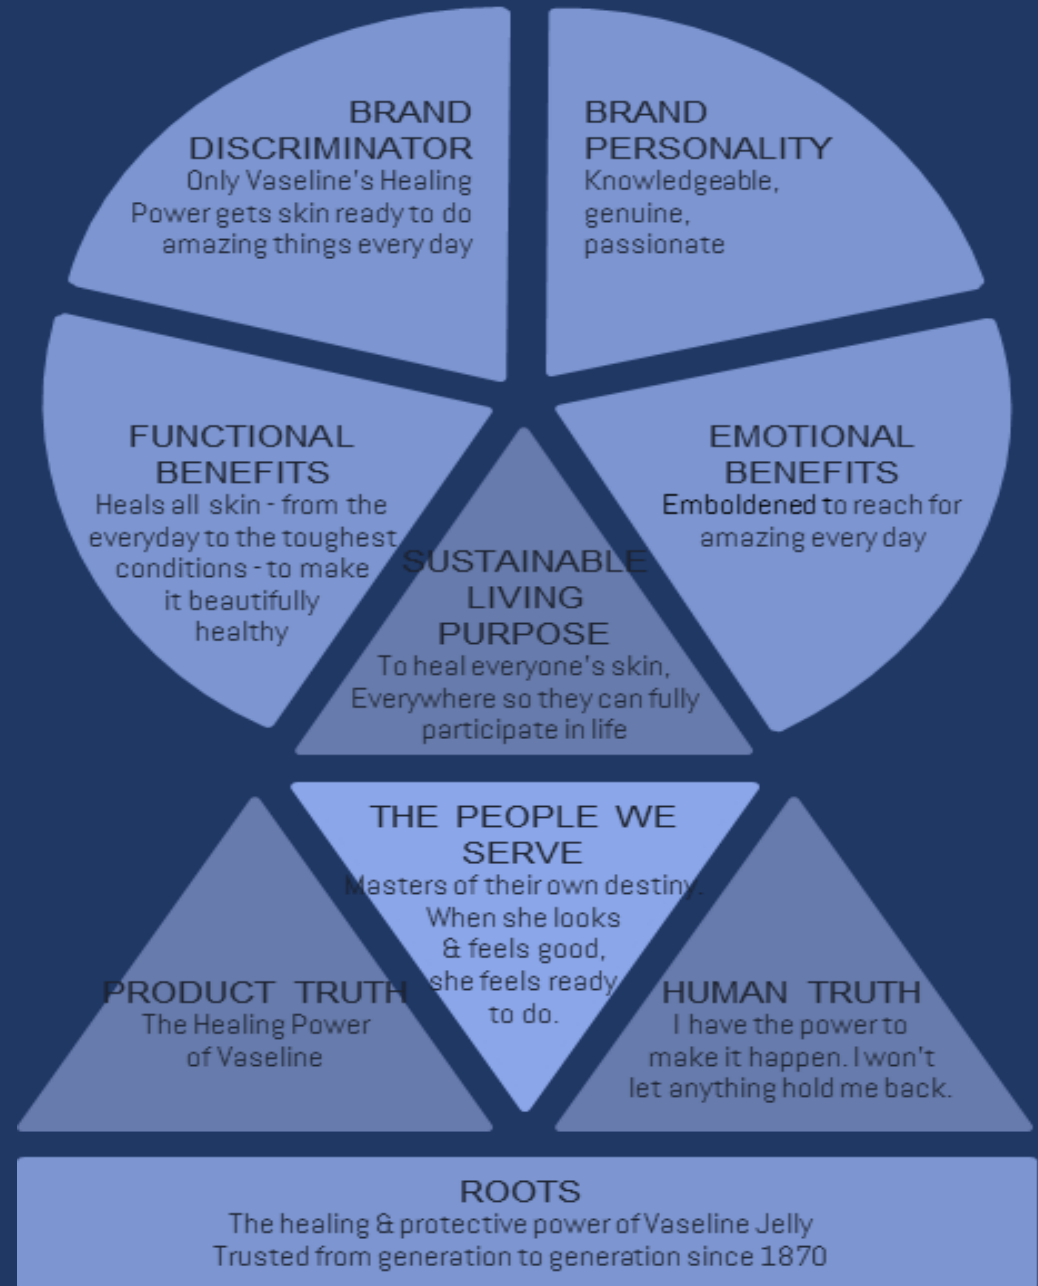 BRAND
DISCRIMINATOR
Only Vaseline's Healing
Power gets skin ready to do
amazing things every day
BRAND
PERSONALITY
Knowledgeable,
genuine,
passionate
FUNCTIONAL
BENEFITS
Heals all skin - from the
everyday to the toughest
conditions - to make
it beautifully
healthy
EMOTIONAL
BENEFITS
Emboldened to reach for
amazing every day
SUSTAINABLE
LIVING
PURPOSE
To heal everyone's skin,
Everywhere so they can fully
participate in life
THE PEOPLE WE
SERVE
Masters of their own destiny.
When she looks
& feels good,
she feels ready
to do.
PRODUCT TRUTH
The Healing Power
of Vaseline
HUMAN TRUTH
I have the power to
make it happen. I won't
let anything hold me back.
ROOTS
The healing & protective power of Vaseline Jelly
Trusted from generation to generation since 1870